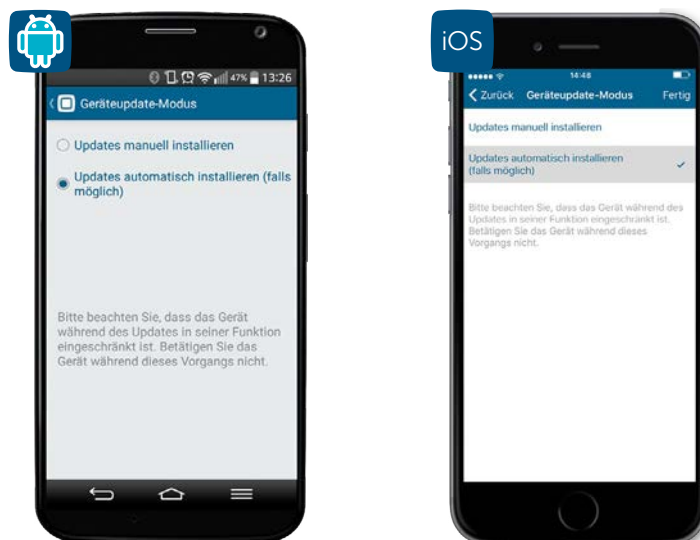 47% 13:26
Geräteupdate-Modus
Updates manuell installieren
Updates automatisch installieren (falls
möglich)
Bitte beachten Sie, dass das Gerät
während des Updates in seiner Funktion
eingeschränkt ist. Betätigen Sie das
Gerät während dieses Vorgangs nicht.
iOS
14:48
Zurück Geräteupdate-Modus Fertig
Updates manuell installieren
Updates automatisch installieren
(falls möglich)
Bitte beachten Sie, dass das Gerät während des
Updates in seiner Funktion eingeschränkt ist.
Betätigen Sie das Gerät während dieses
Vorgangs nicht.